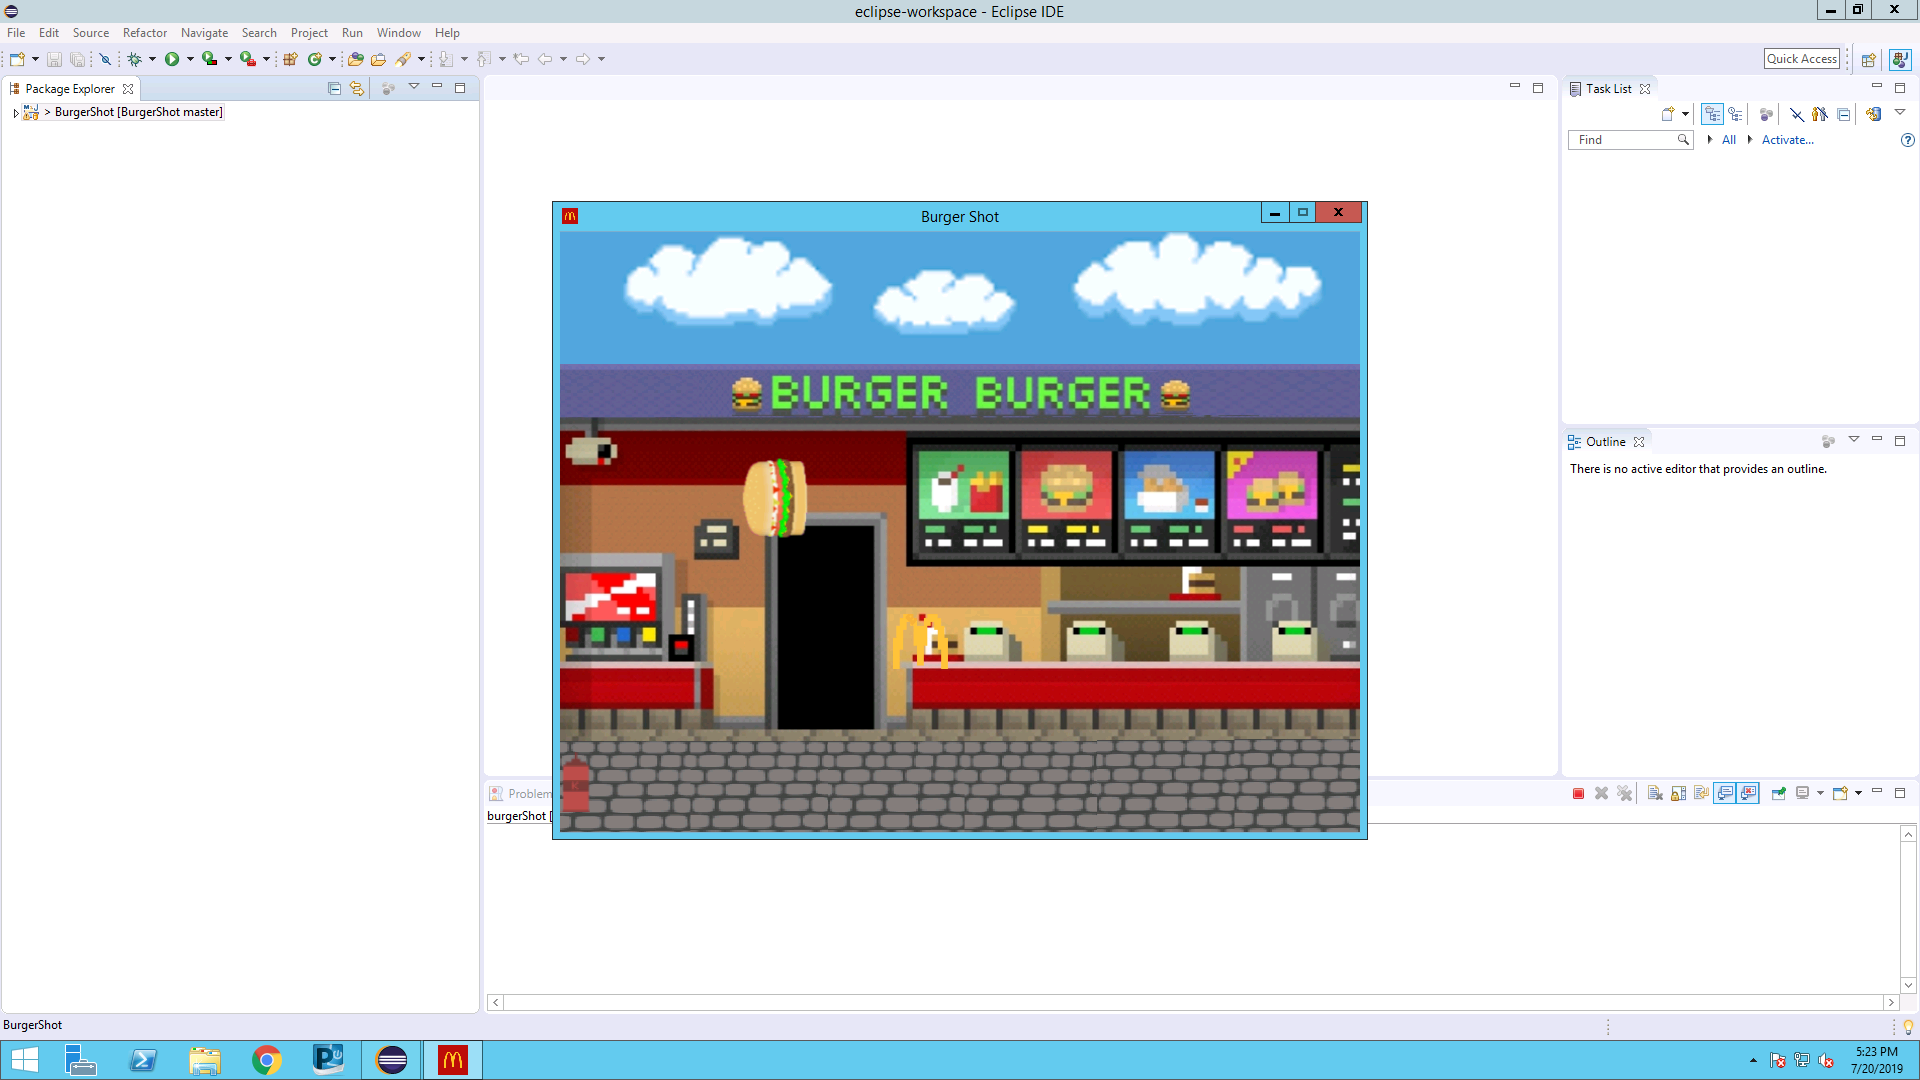 eclipse-workspace - Eclipse IDE
File Edit Source Refactor Navigate Search Project Run Window Help
Quick Access
Package Explorer
> BurgerShot [BurgerShot master]
Task List
Find
All
Activate...
Burger Shot
BURGER BURGER
Outline
There is no active editor that provides an outline.
Problem
burgerShot [
BurgerShot
5:23 PM
7/20/2019